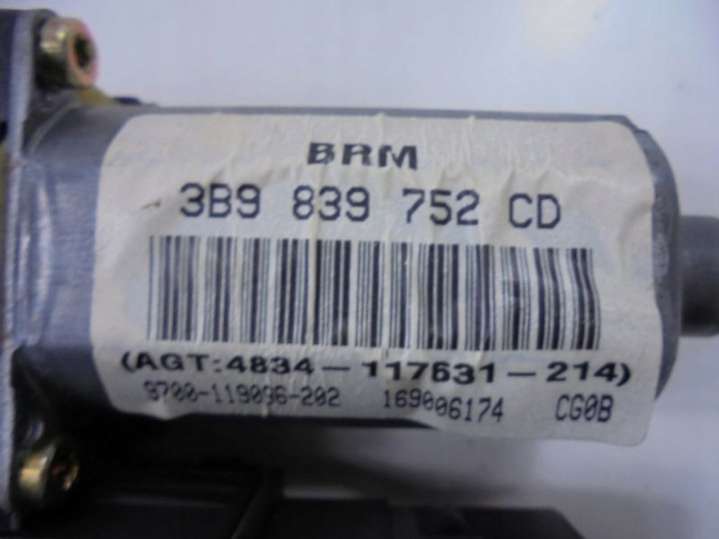 BRM
3B9 839 752 CD
(AGT:4834-117631-214)
9700-119096-202 169006174 CG0B